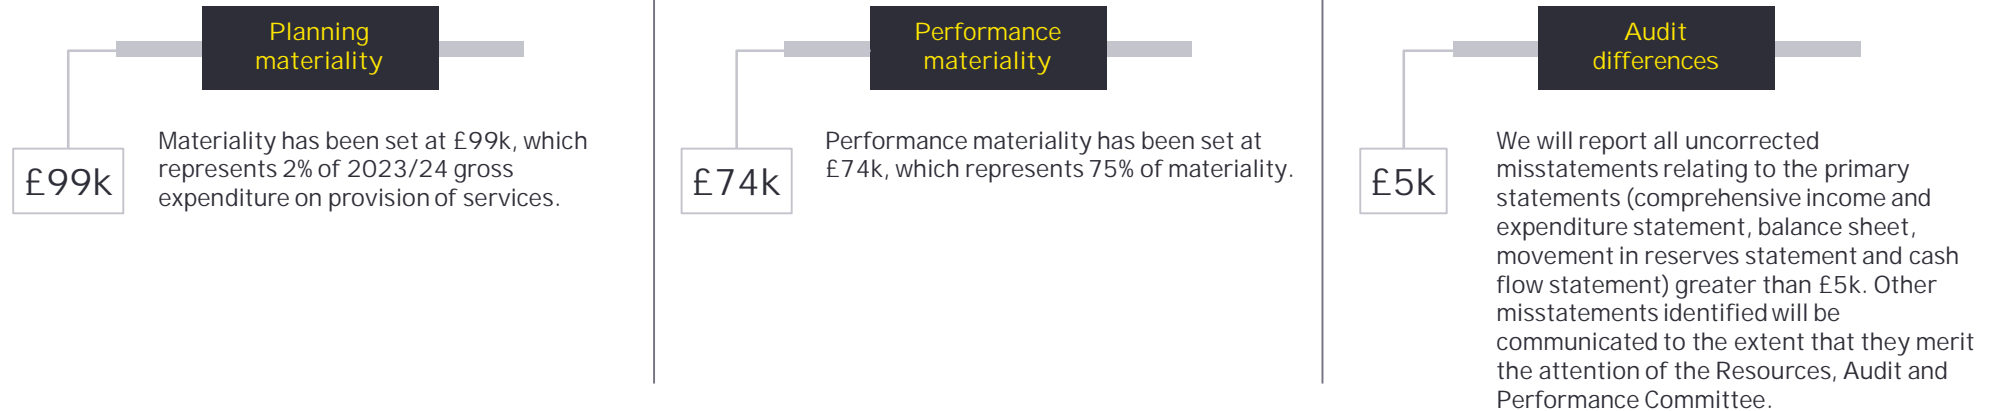 Planning
materiality
£99k
Materiality has been set at £99k, which
represents 2% of 2023/24 gross
expenditure on provision of services.
Performance
materiality
£74k
Performance materiality has been set at
£74k, which represents 75% of materiality.
Audit
differences
£5k
We will report all uncorrected
misstatements relating to the primary
statements (comprehensive income and
expenditure statement, balance sheet,
movement in reserves statement and cash
flow statement) greater than £5k. Other
misstatements identified will be
communicated to the extent that they merit
the attention of the Resources, Audit and
Performance Committee.